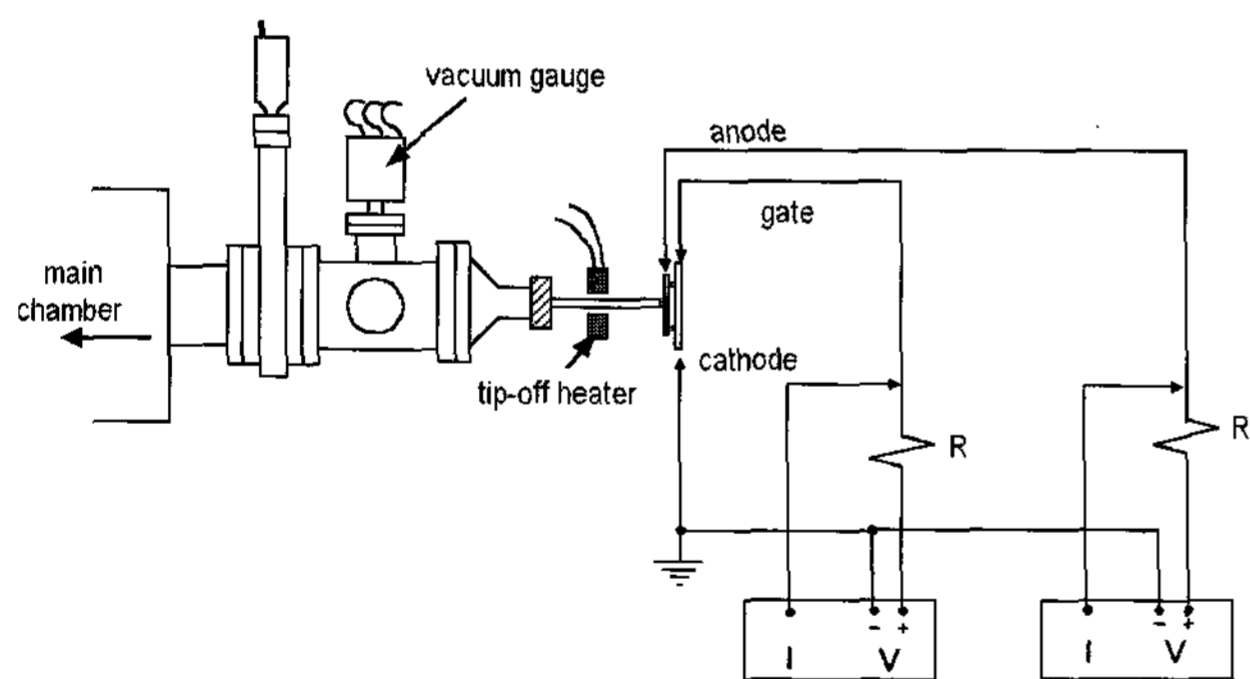 vacuum gauge
anode
gate
main
chamber
cathode
tip-off heater
R
R
- +
- +
I V
I V